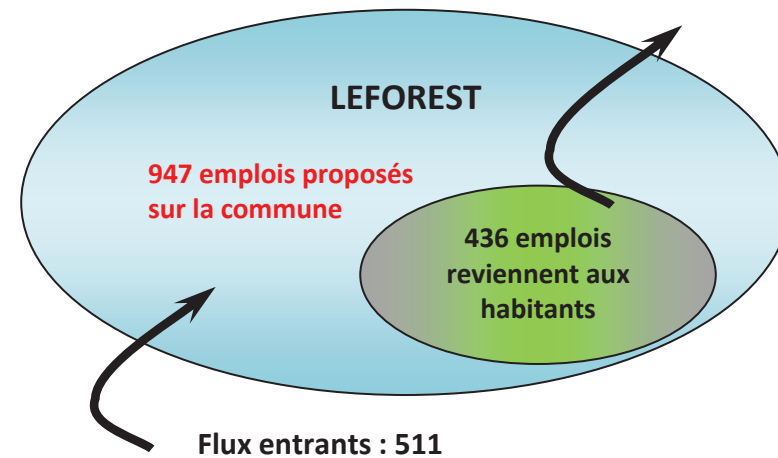 LEFOREST
947 emplois proposés
sur la commune
436 emplois
reviennent aux
habitants
Flux entrants : 511